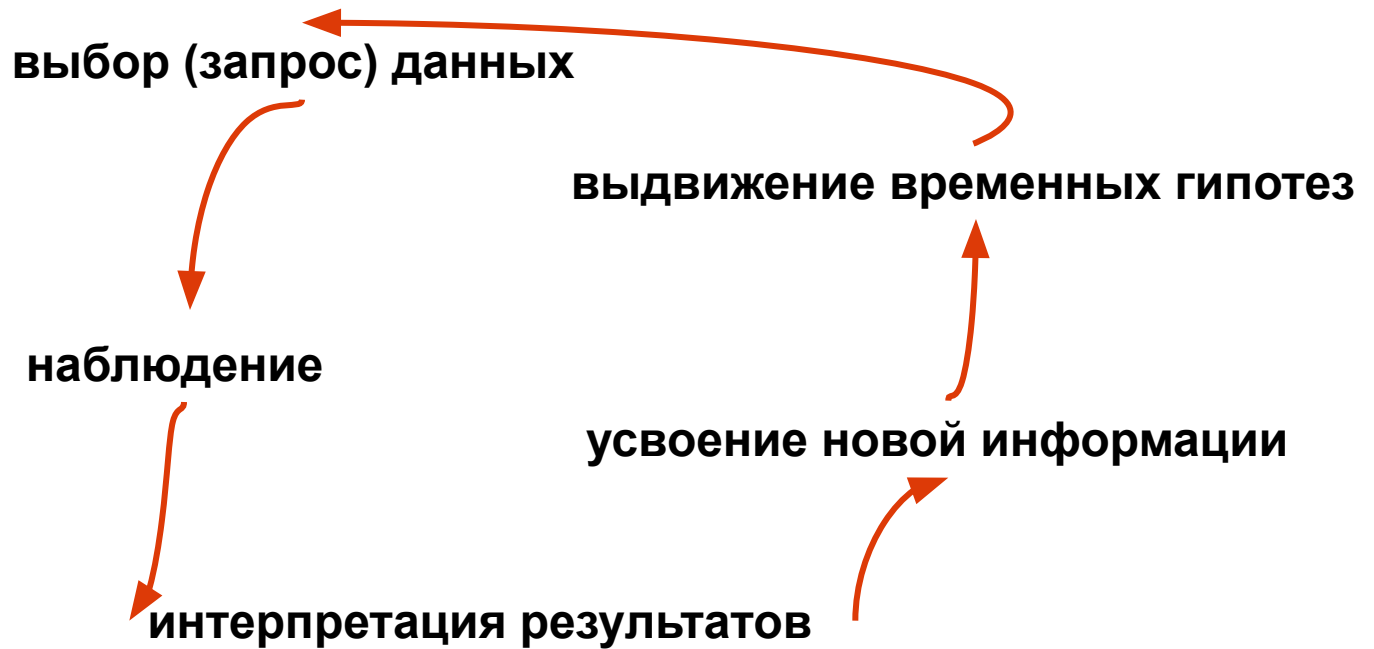 выбор (запрос) данных
выдвижение временных гипотез
наблюдение
усвоение новой информации
интерпретация результатов